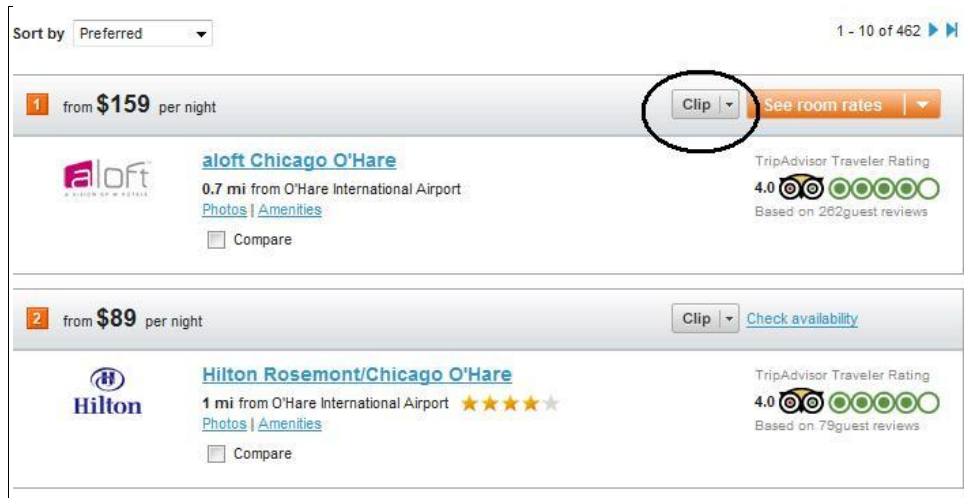 Sort by Preferred
1 - 10 of 462
1 from $159 per night Clip See room rates
aloft
A VISION OF W HOTELS
aloft Chicago O'Hare
0.7 mi from O'Hare International Airport
Photos | Amenities
Compare
TripAdvisor Traveler Rating
4.0
Based on 262guest reviews
2 from $89 per night Clip Check availability
H
Hilton
Hilton Rosemont/Chicago O'Hare
1 mi from O'Hare International Airport
Photos | Amenities
Compare
TripAdvisor Traveler Rating
4.0
Based on 79guest reviews